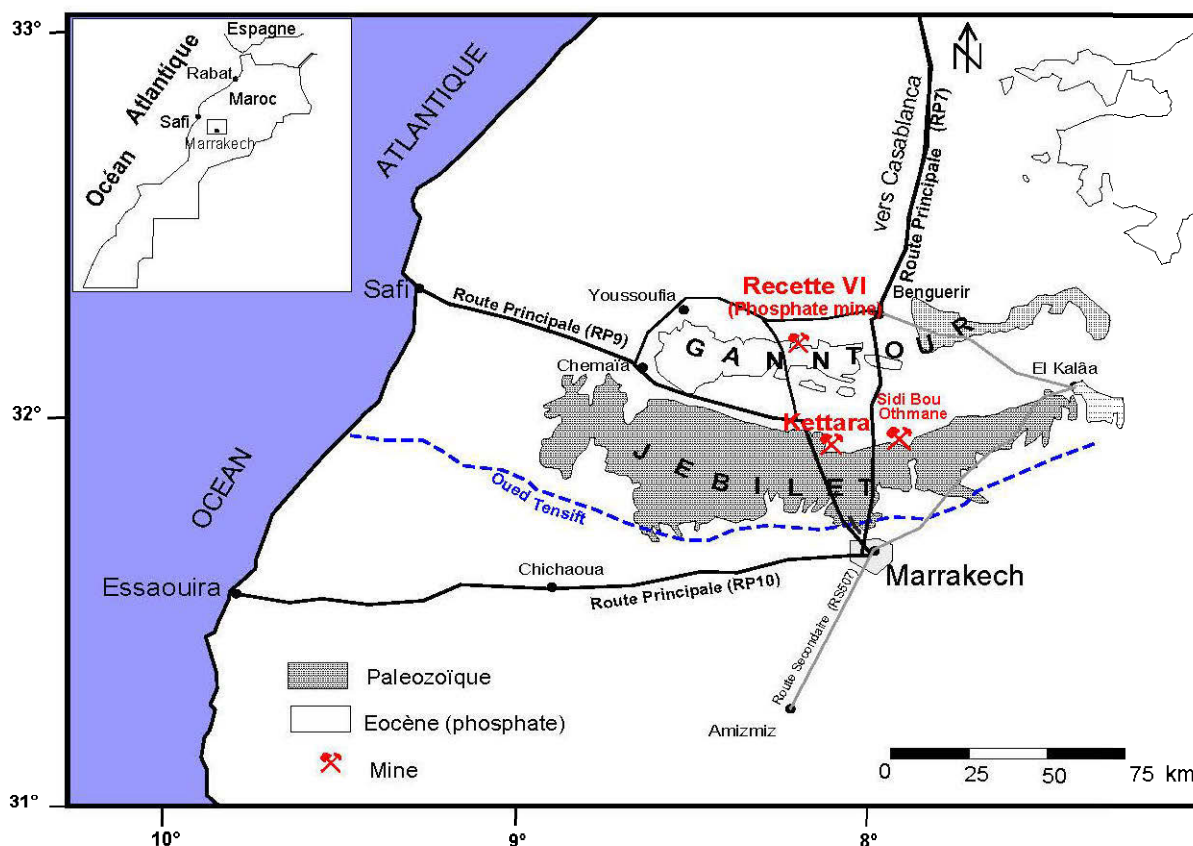 33°
32°
31°
10°
9°
8°
Espagne
Océan Atlantique
Rabat
Maroc
Safi
Marrakech
OCEAN ATLANTIQUE
N
vers Casablanca
Route Principale (RP7)
Safi
Route Principale (RP9)
Youssoufia
Recette VI
(Phosphate mine)
Benguerir
GANNTOUR
Chemaïa
El Kalâa
Sidi Bou
Othmane
Kettara
JEBILET
Oued Tensift
Essaouira
Chichaoua
Route Principale (RP10)
Marrakech
Route Secondaire (RS507)
Amizmiz
Paleozoïque
Eocène (phosphate)
Mine
0 25 50 75 km